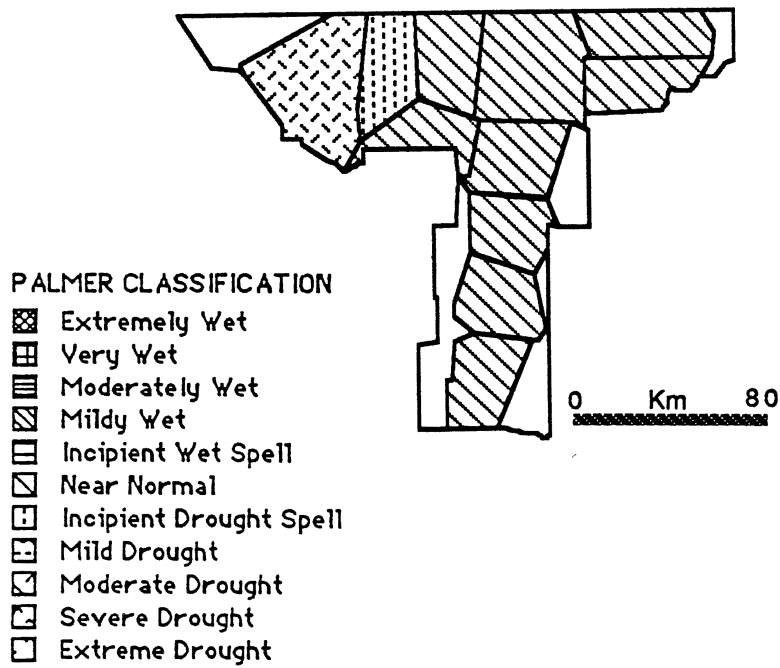 PALMER CLASSIFICATION
Extremely Wet
Very Wet
Moderately Wet
Mildy Wet
Incipient Wet Spell
Near Normal
Incipient Drought Spell
Mild Drought
Moderate Drought
Severe Drought
Extreme Drought
0 Km 80